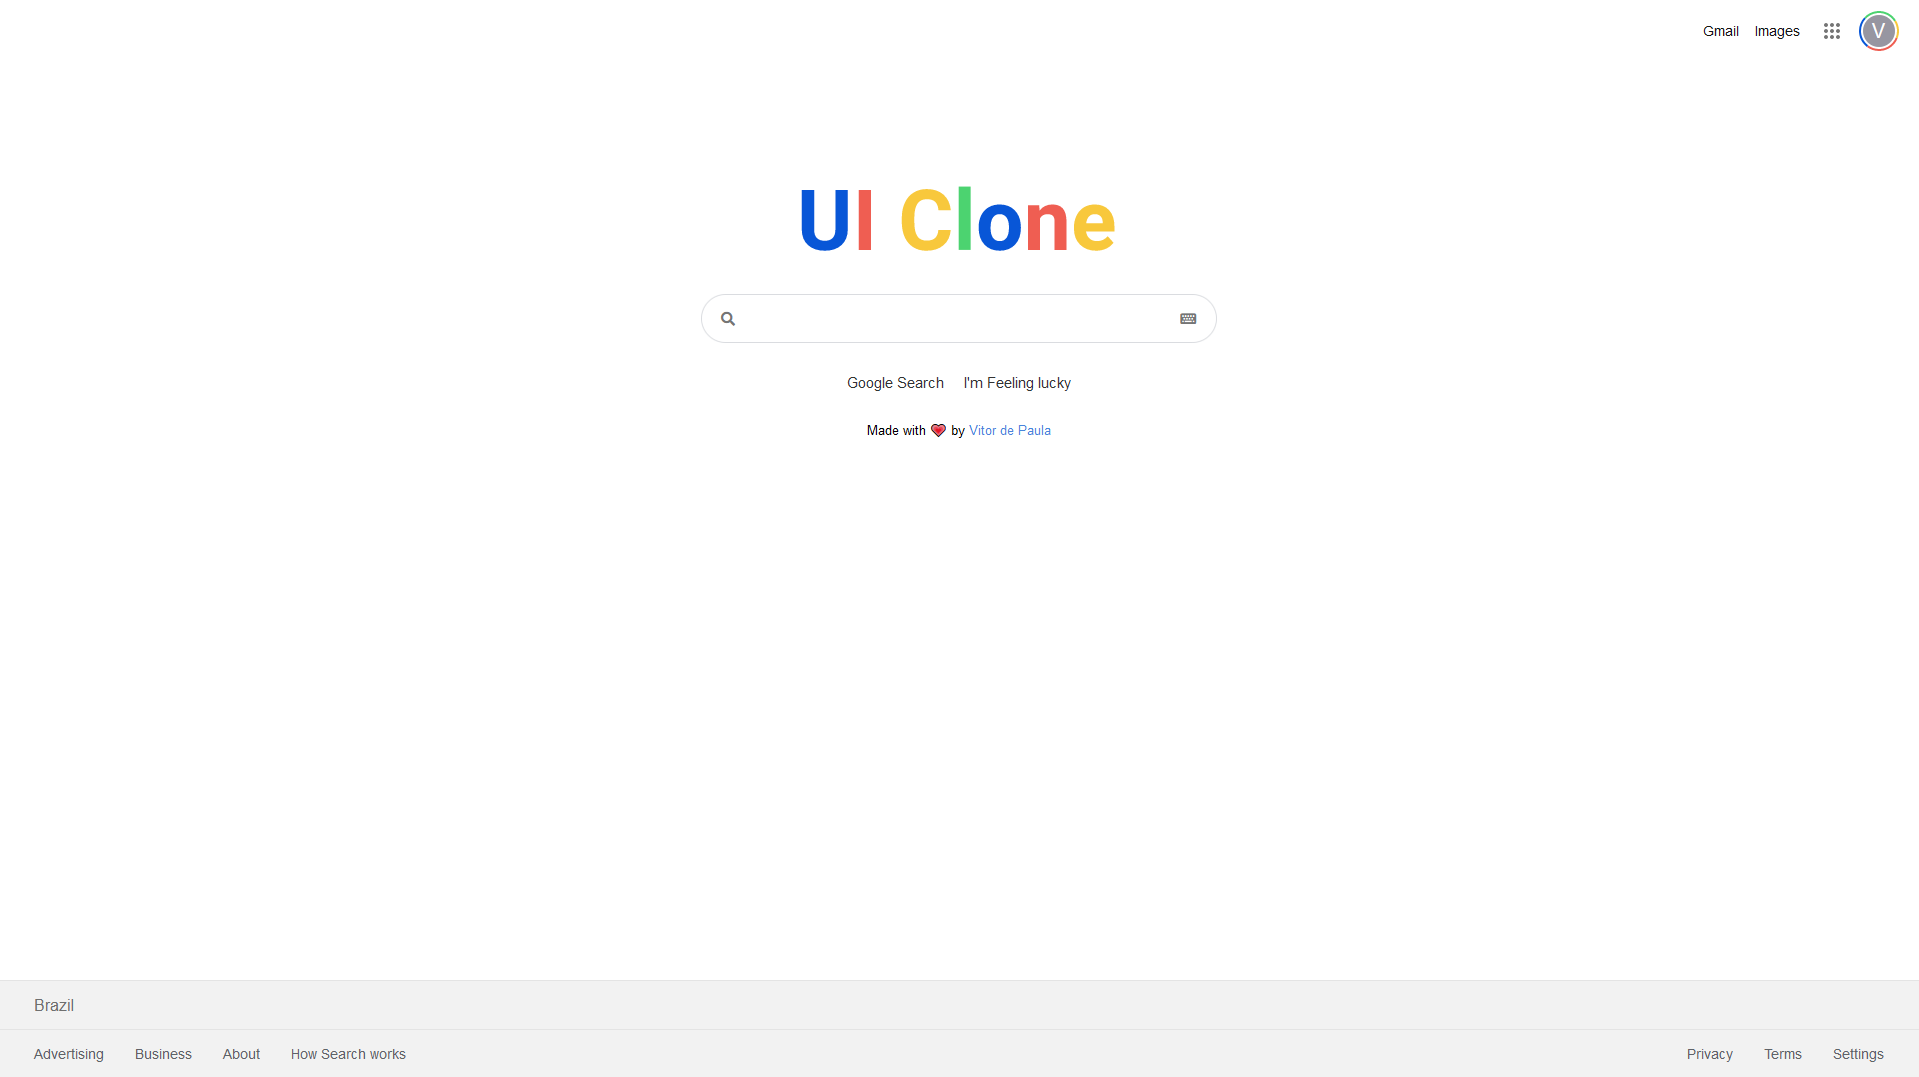 Gmail Images V
UI Clone
Google Search I'm Feeling lucky
Made with 💗 by Vitor de Paula
Brazil
Advertising Business About How Search works Privacy Terms Settings